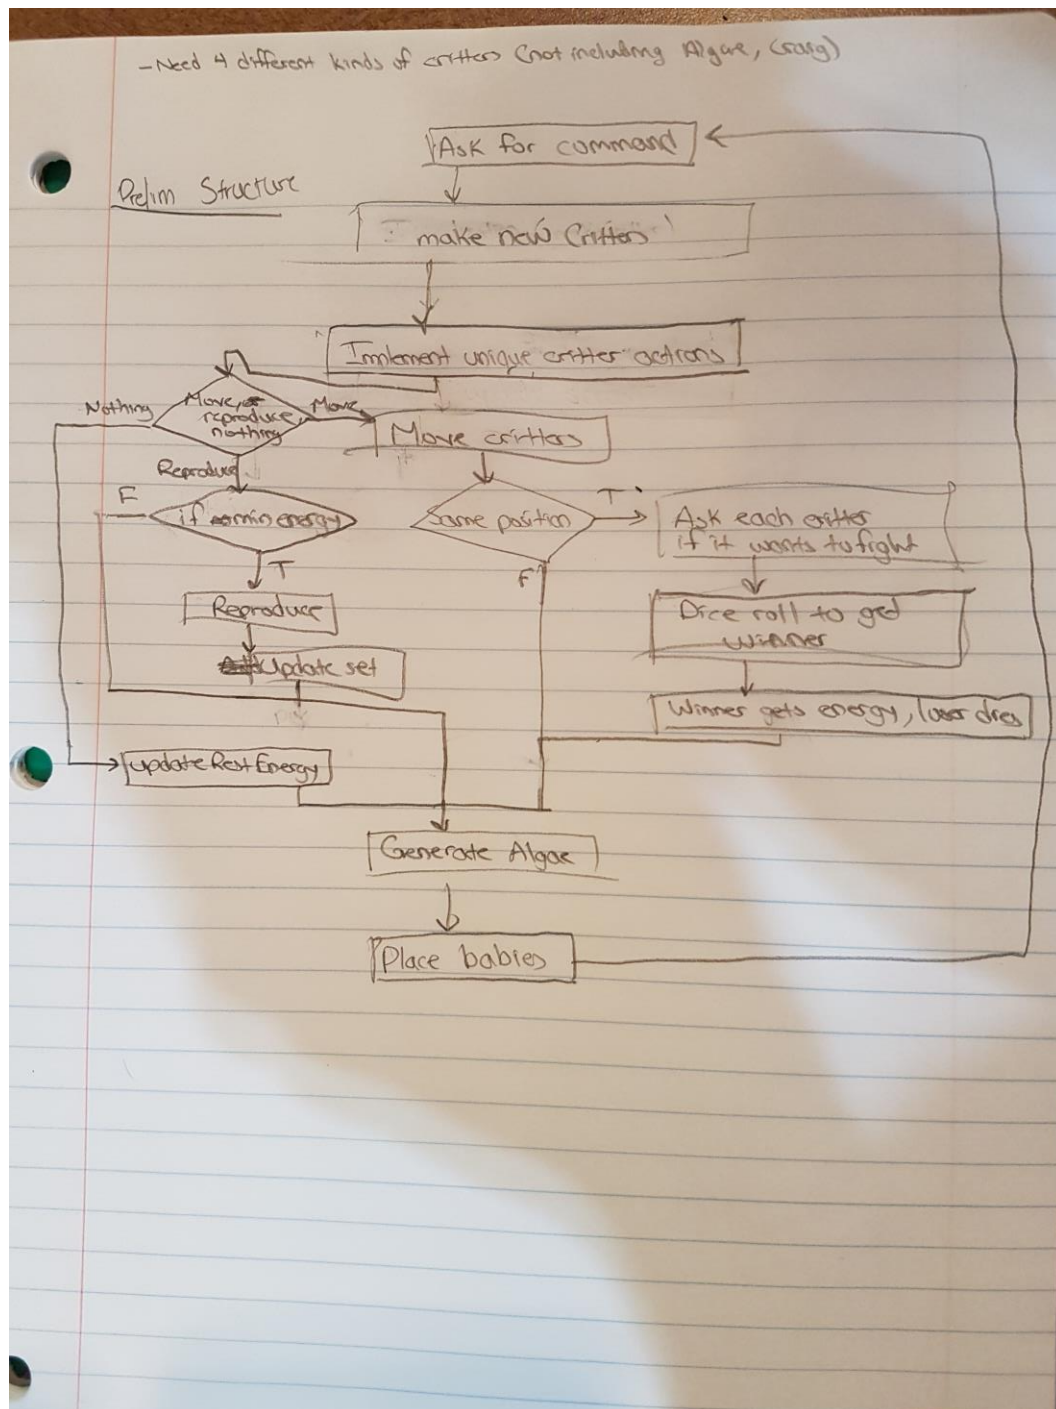 -Need 4 different kinds of critters (not including Algae, Craig)
Ask for command
Prelim Structure
make new Critters
Implement unique critter actions
Nothing
Move, or
reproduce,
nothing
Move
Move critters
Reproduce
F
if min energy
Same position
T
Ask each critter
if it wants to fight
T
F
Reproduce
Dice roll to get
winner
Update set
Winner gets energy, loser dies
updateRestEnergy
Generate Algae
Place babies